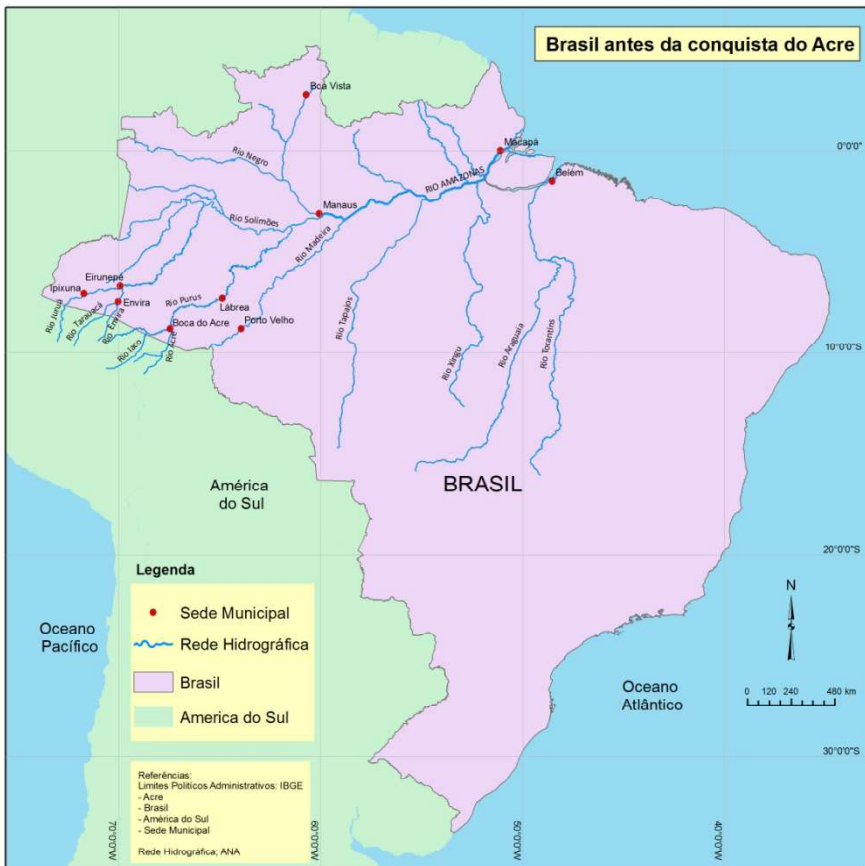 Brasil antes da conquista do Acre
Boa Vista
Macapá
0°0'0"
Rio Negro
RIO AMAZONAS
Belém
Manaus
Rio Solimões
Rio Madeira
Eirunepé
Ipixuna
Envira
Rio Purus
Lábrea
Boca do Acre
Porto Velho
Rio Juruá
Rio Tarauacá
Rio Envira
Rio Iaco
Rio Acre
Rio Tapajós
Rio Xingu
Rio Araguaia
Rio Tocantins
10°0'0"S
BRASIL
América
do Sul
20°0'0"S
Legenda
Sede Municipal
Rede Hidrográfica
Brasil
America do Sul
Oceano
Pacífico
N
Oceano
Atlântico
0 120 240 480 km
30°0'0"S
Referências:
Limites Políticos Administrativos: IBGE
- Acre
- Brasil
- América do Sul
- Sede Municipal
Rede Hidrográfica; ANA
70°0'0"W
60°0'0"W
50°0'0"W
40°0'0"W